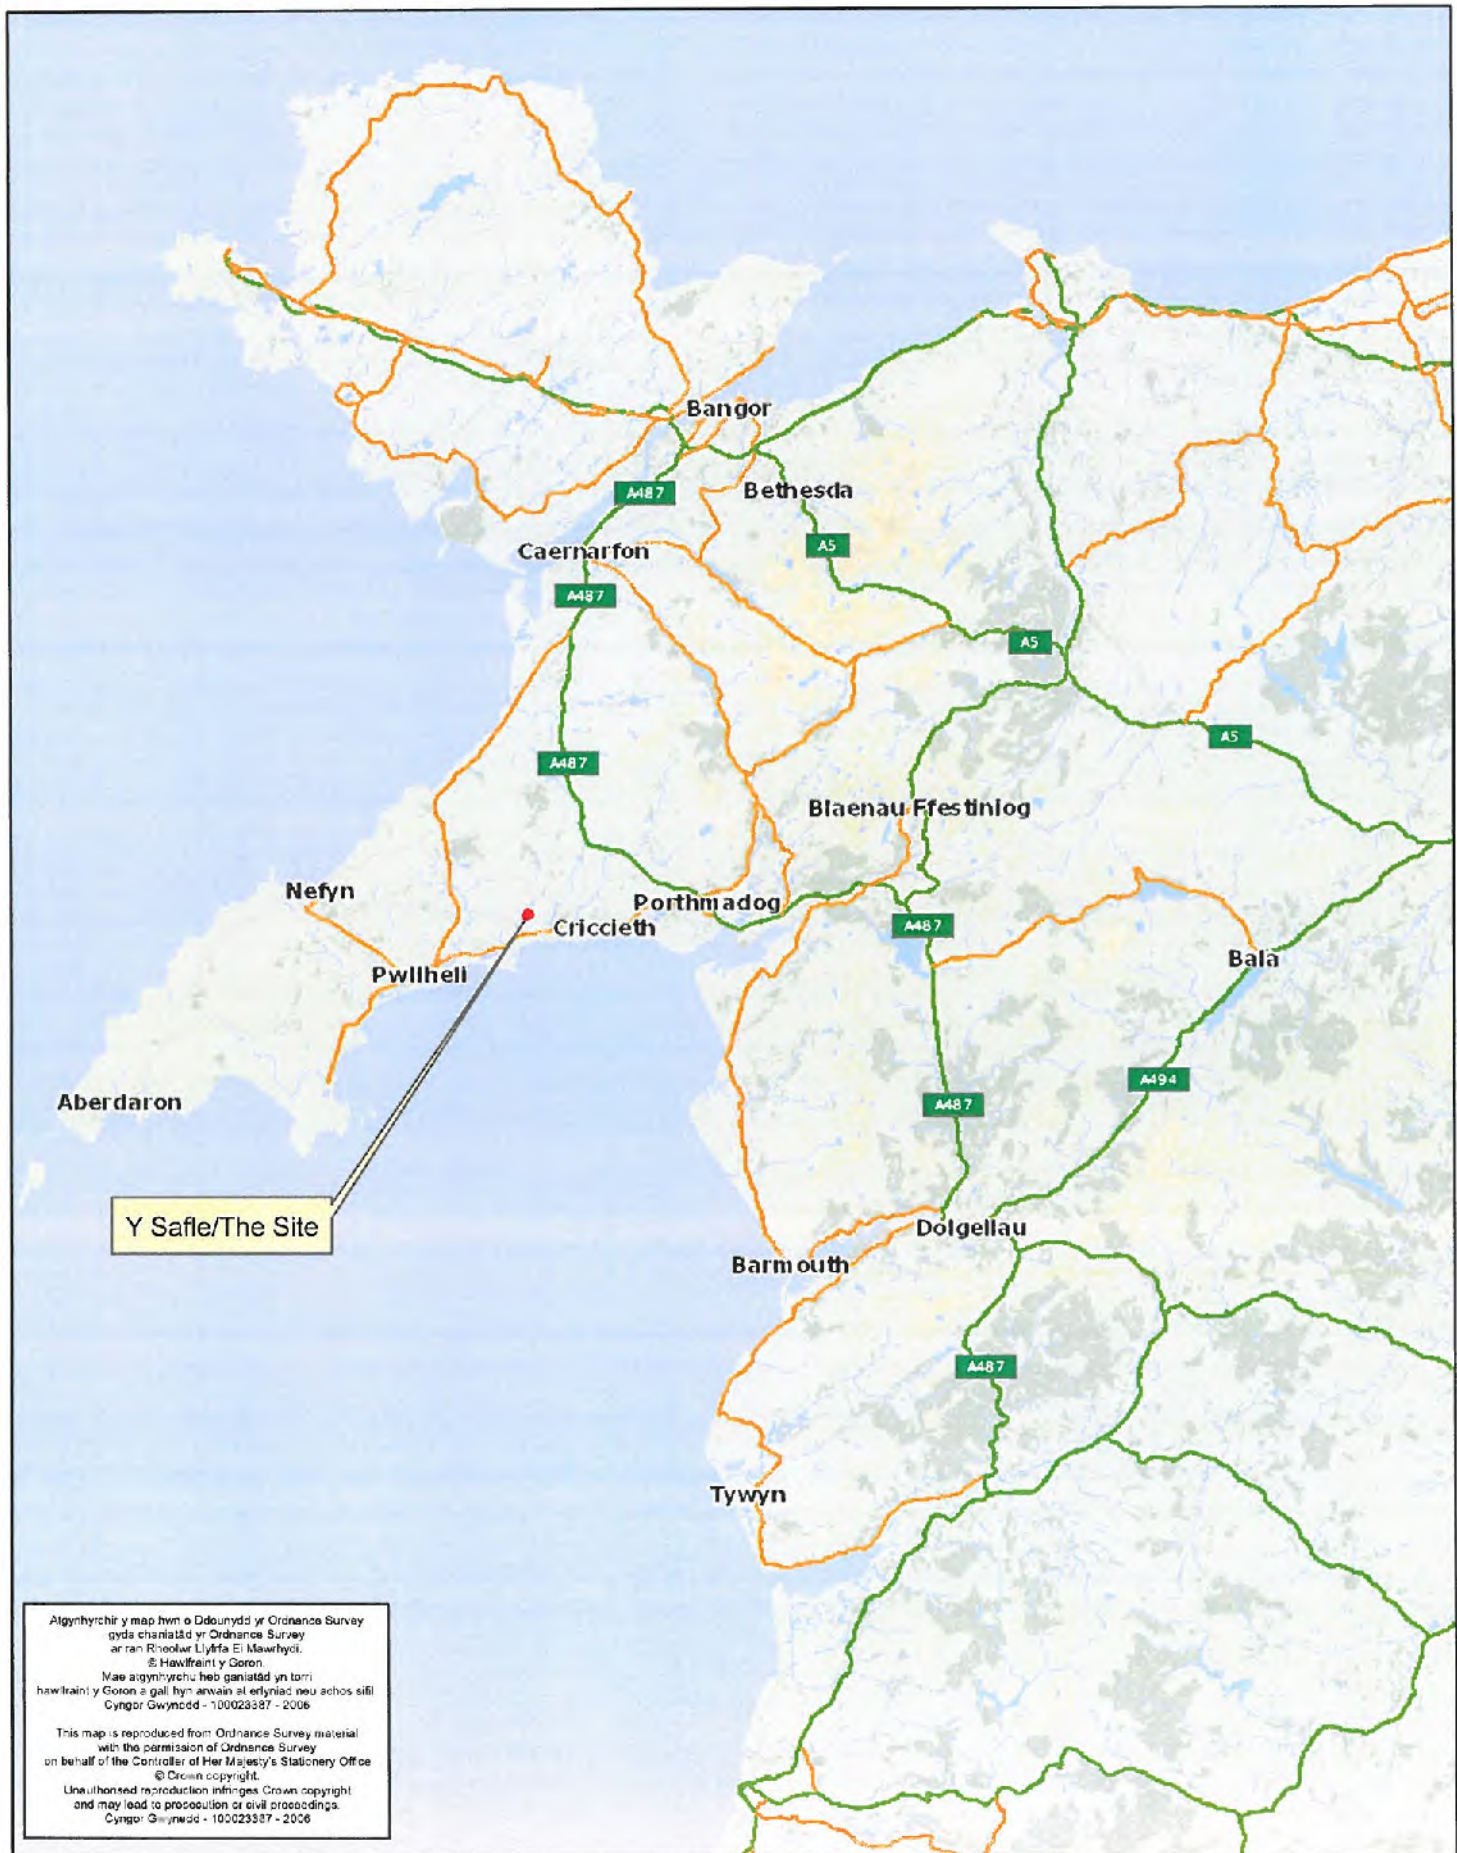 Bangor
A487
Bethesda
Caernarfon
A5
A487
A5
A5
A487
Blaenau Ffestiniog
Nefyn
Porthmadog
Criccieth
A487
Pwllheli
Bala
A494
Aberdaron
A487
Y Safle/The Site
Dolgellau
Barmouth
A487
Tywyn
Atgynhyrchir y map hwn o Ddeunydd yr Ordnance Survey
gyda chaniatâd yr Ordnance Survey
ar ran Rheolwr Llyfrfa Ei Mawrhydi.
© Hawlfraint y Goron.
Mae atgynhyrchu heb ganiatâd yn torri
hawlfraint y Goron a gall hyn arwain at erlyniad neu achos sifil
Cyngor Gwynedd - 100023387 - 2006
This map is reproduced from Ordnance Survey material
with the permission of Ordnance Survey
on behalf of the Controller of Her Majesty's Stationery Office
© Crown copyright.
Unauthorised reproduction infringes Crown copyright
and may lead to prosecution or civil proceedings.
Cyngor Gwynedd - 100023387 - 2006